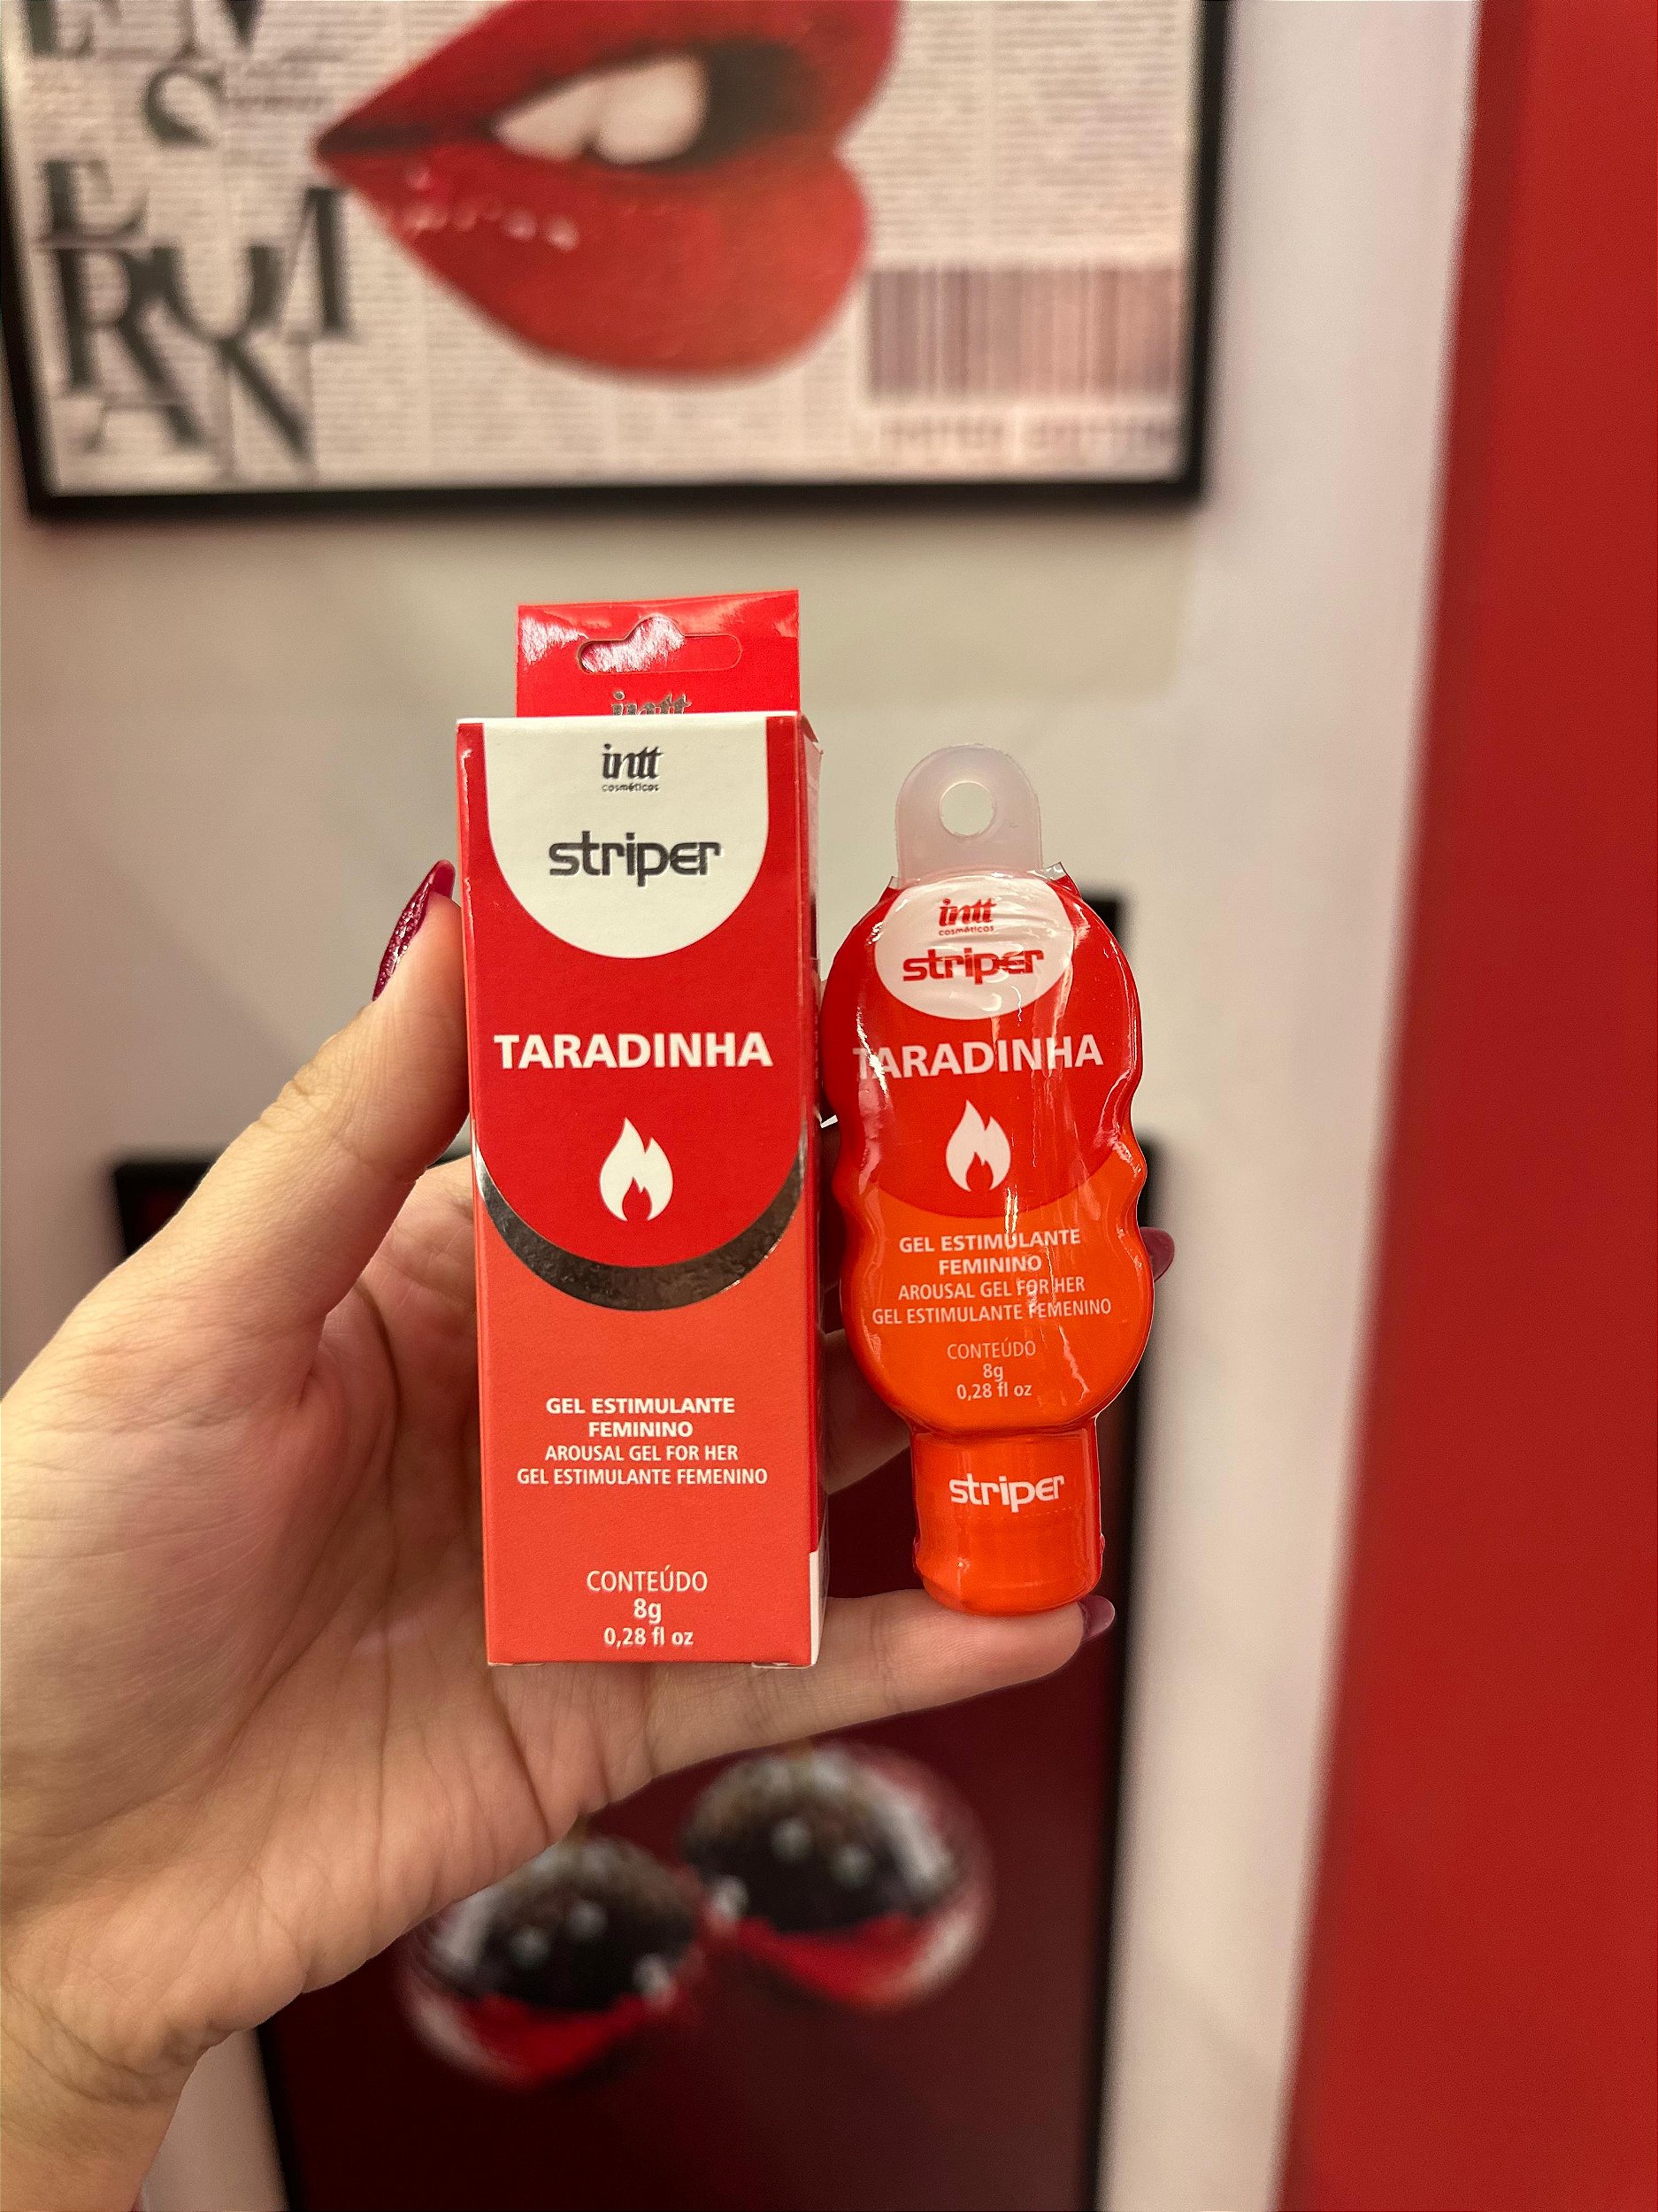 intt
intt
cosméticos
striper
TARADINHA
GEL ESTIMULANTE
FEMININO
AROUSAL GEL FOR HER
GEL ESTIMULANTE FEMENINO
CONTEÚDO
8g
0,28 fl oz
intt
cosméticos
striper
TARADINHA
GEL ESTIMULANTE
FEMININO
AROUSAL GEL FOR HER
GEL ESTIMULANTE FEMENINO
CONTEÚDO
8g
0,28 fl oz
striper